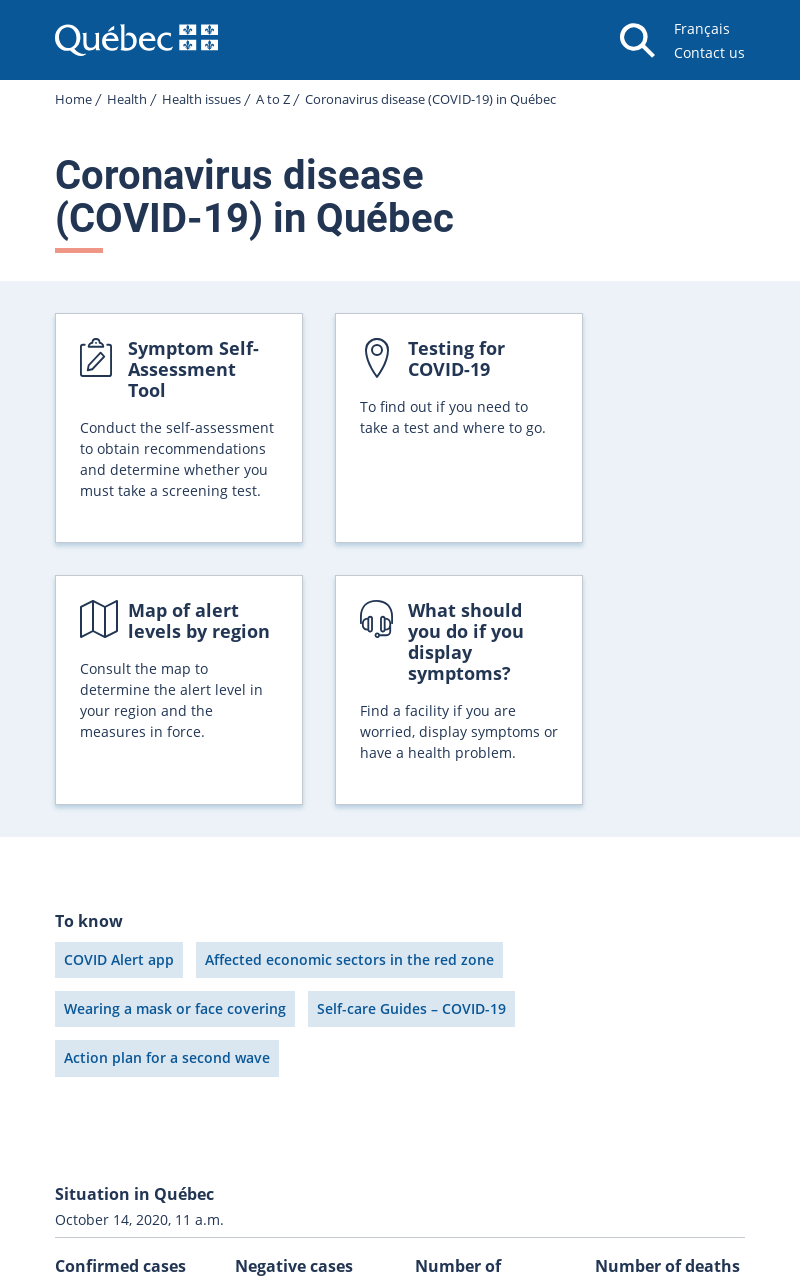 Québec
Français
Contact us
Home / Health / Health issues / A to Z / Coronavirus disease (COVID-19) in Québec
Coronavirus disease
(COVID-19) in Québec
Symptom Self-
Assessment
Tool
Conduct the self-assessment
to obtain recommendations
and determine whether you
must take a screening test.
Testing for
COVID-19
To find out if you need to
take a test and where to go.
Map of alert
levels by region
Consult the map to
determine the alert level in
your region and the
measures in force.
What should
you do if you
display
symptoms?
Find a facility if you are
worried, display symptoms or
have a health problem.
To know
COVID Alert app
Affected economic sectors in the red zone
Wearing a mask or face covering
Self-care Guides – COVID-19
Action plan for a second wave
Situation in Québec
October 14, 2020, 11 a.m.
Confirmed cases
Negative cases
Number of
Number of deaths